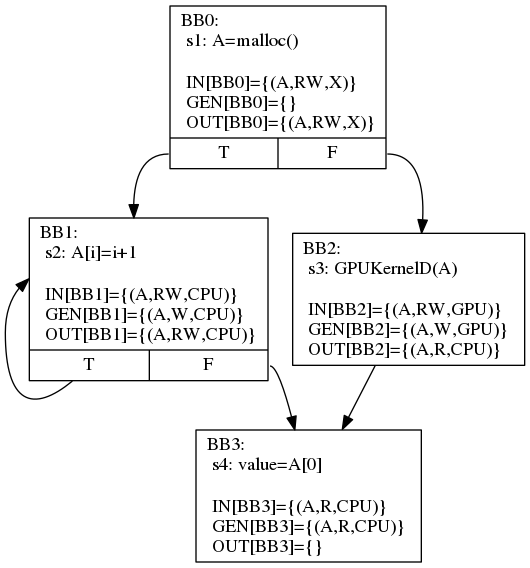 BB0:
s1: A=malloc()
IN[BB0]={(A,RW,X)}
GEN[BB0]={}
OUT[BB0]={(A,RW,X)}
T F
BB1:
s2: A[i]=i+1
IN[BB1]={(A,RW,CPU)}
GEN[BB1]={(A,W,CPU)}
OUT[BB1]={(A,RW,CPU)}
T F
BB2:
s3: GPUKernelD(A)
IN[BB2]={(A,RW,GPU)}
GEN[BB2]={(A,W,GPU)}
OUT[BB2]={(A,R,CPU)}
BB3:
s4: value=A[0]
IN[BB3]={(A,R,CPU)}
GEN[BB3]={(A,R,CPU)}
OUT[BB3]={}